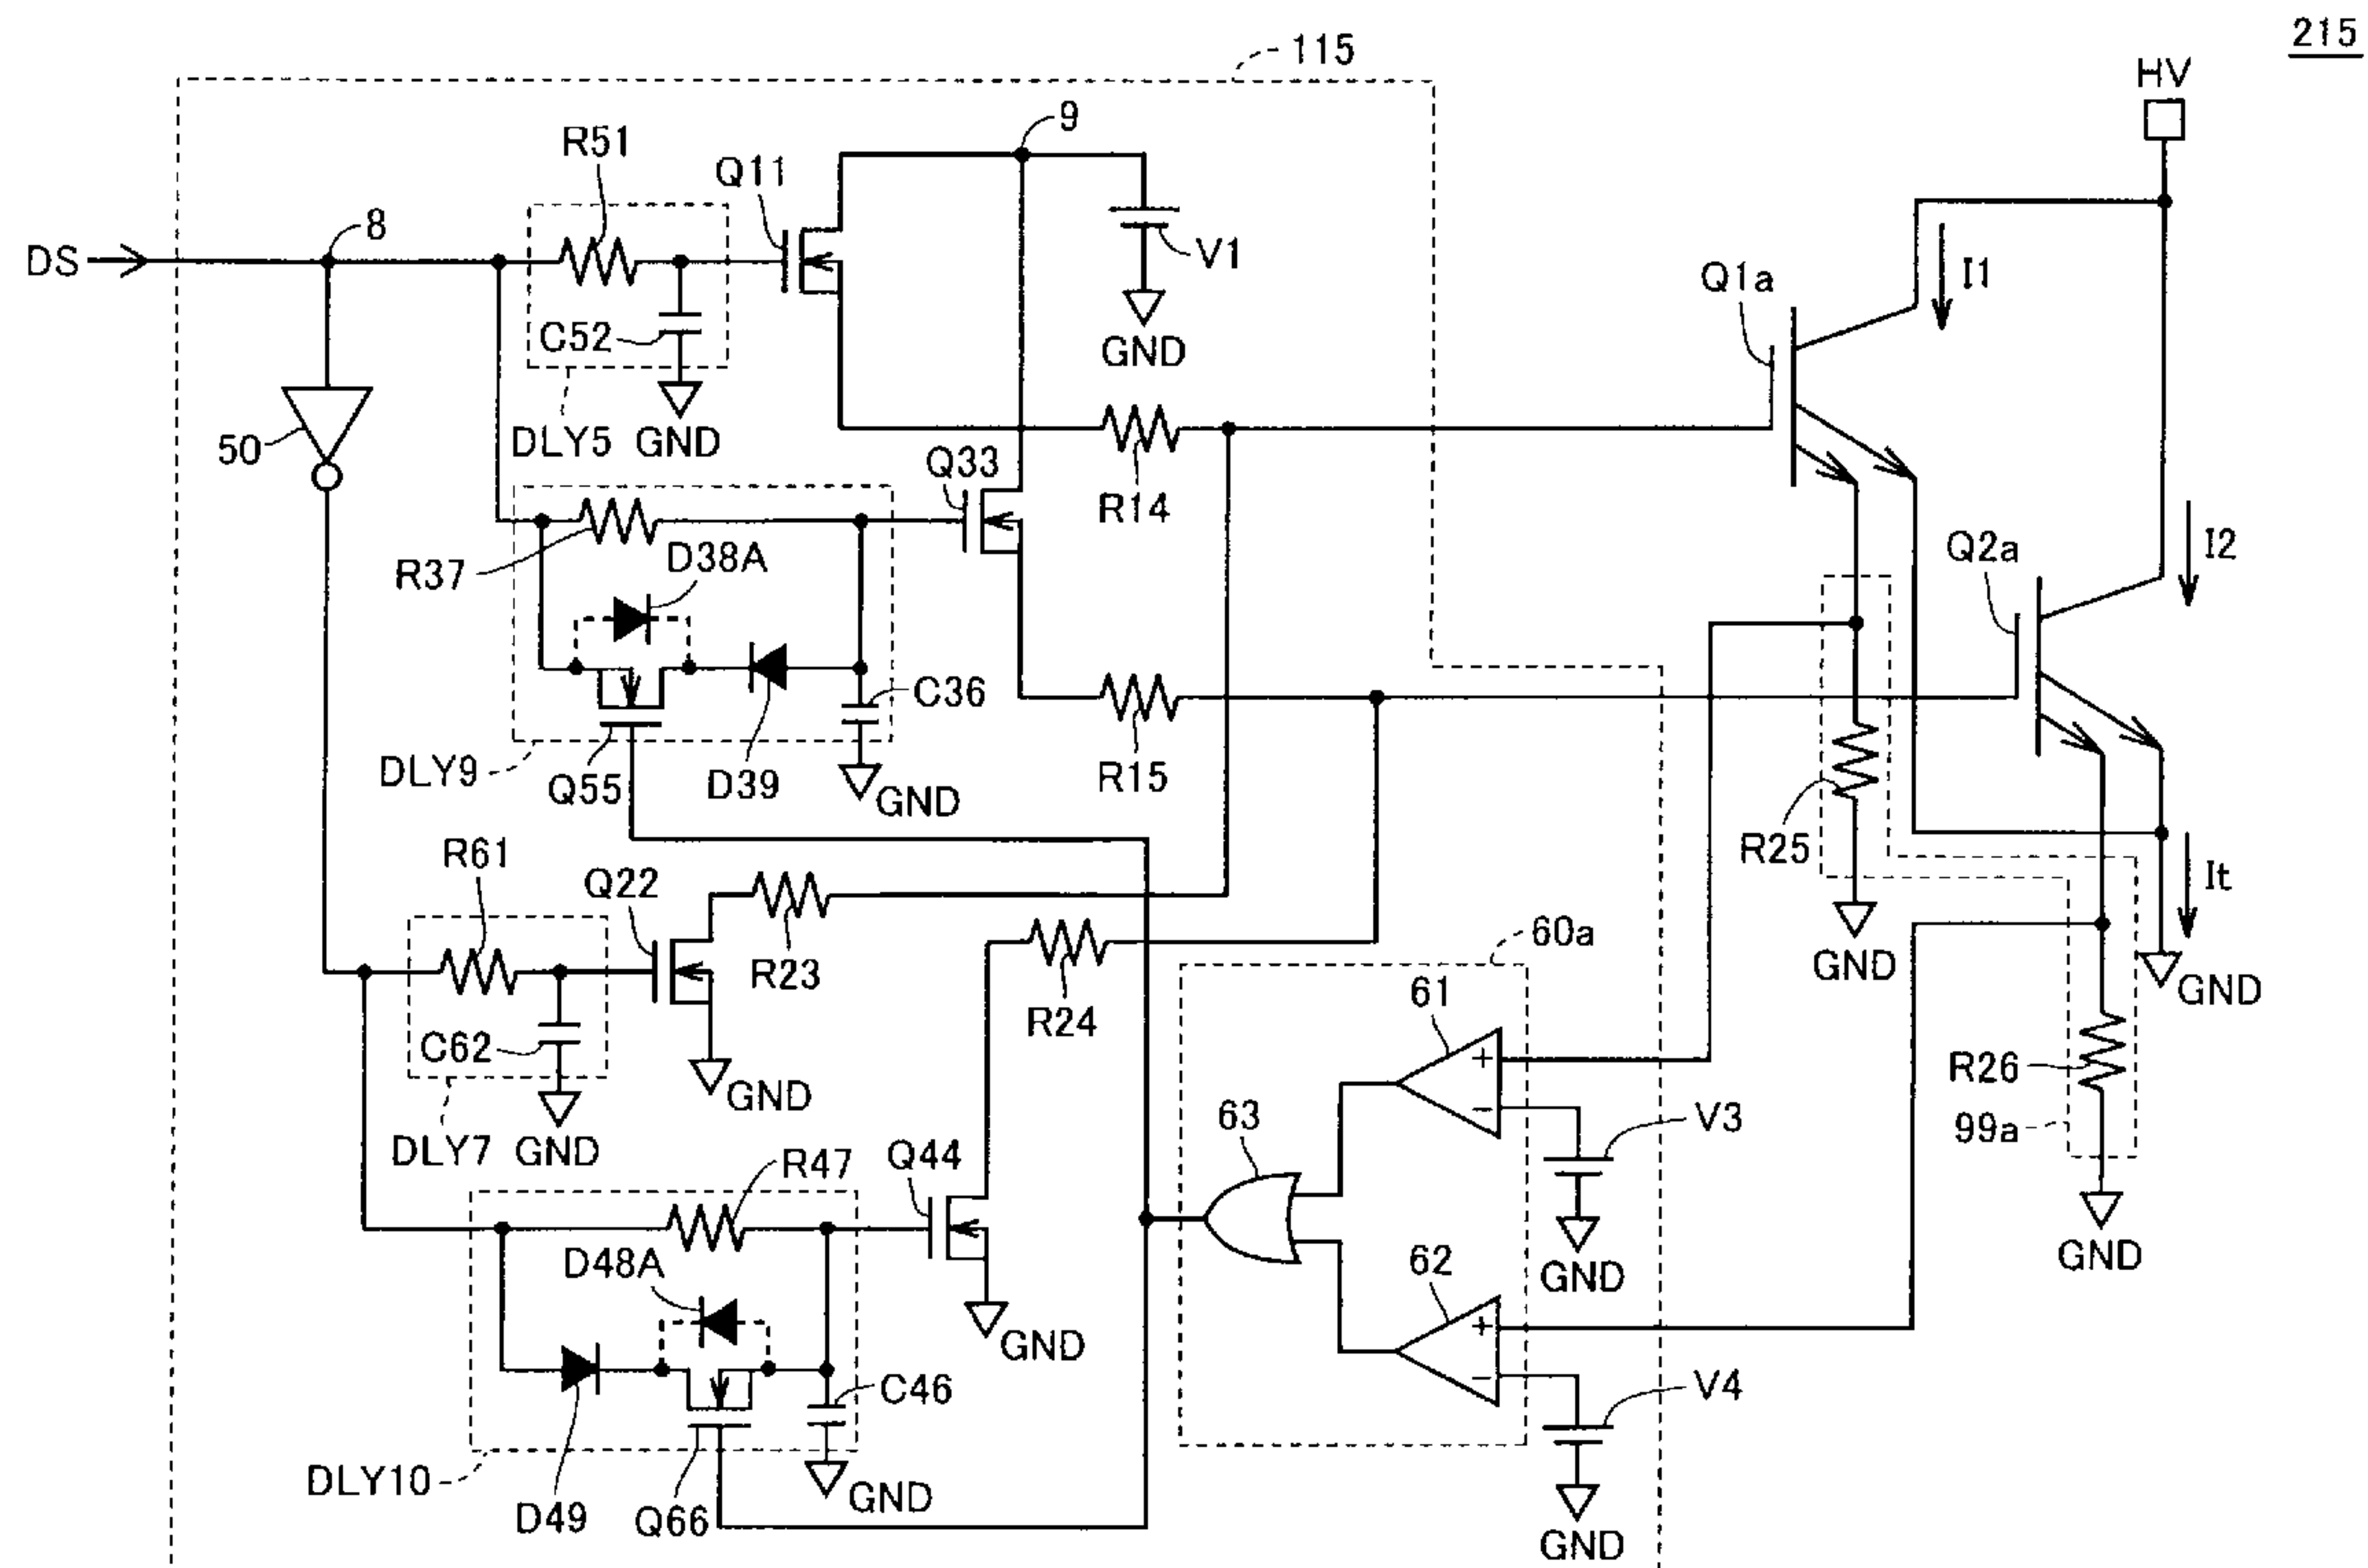 215
115
HV
9
R51
Q11
8
DS
V1
I1
Q1a
C52
GND
50
DLY5 GND
Q33
R14
I2
Q2a
D38A
R37
C36
DLY9
Q55
D39
R15
GND
R25
R61
Q22
It
60a
R23
GND
GND
61
R24
C62
R26
GND
V3
63
99a
DLY7 GND
Q44
R47
+
−
GND
D48A
62
GND
GND
+
−
C46
V4
DLY10
GND
D49
Q66
GND